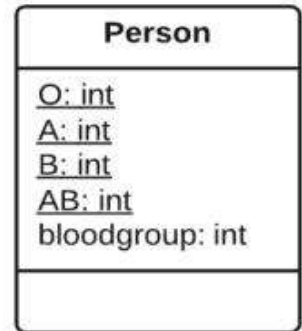 Person
O: int
A: int
B: int
AB: int
bloodgroup: int